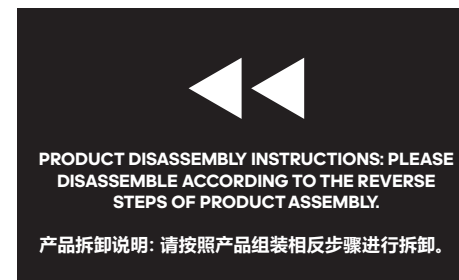 PRODUCT DISASSEMBLY INSTRUCTIONS: PLEASE
DISASSEMBLE ACCORDING TO THE REVERSE
STEPS OF PRODUCT ASSEMBLY.
产品拆卸说明: 请按照产品组装相反步骤进行拆卸。